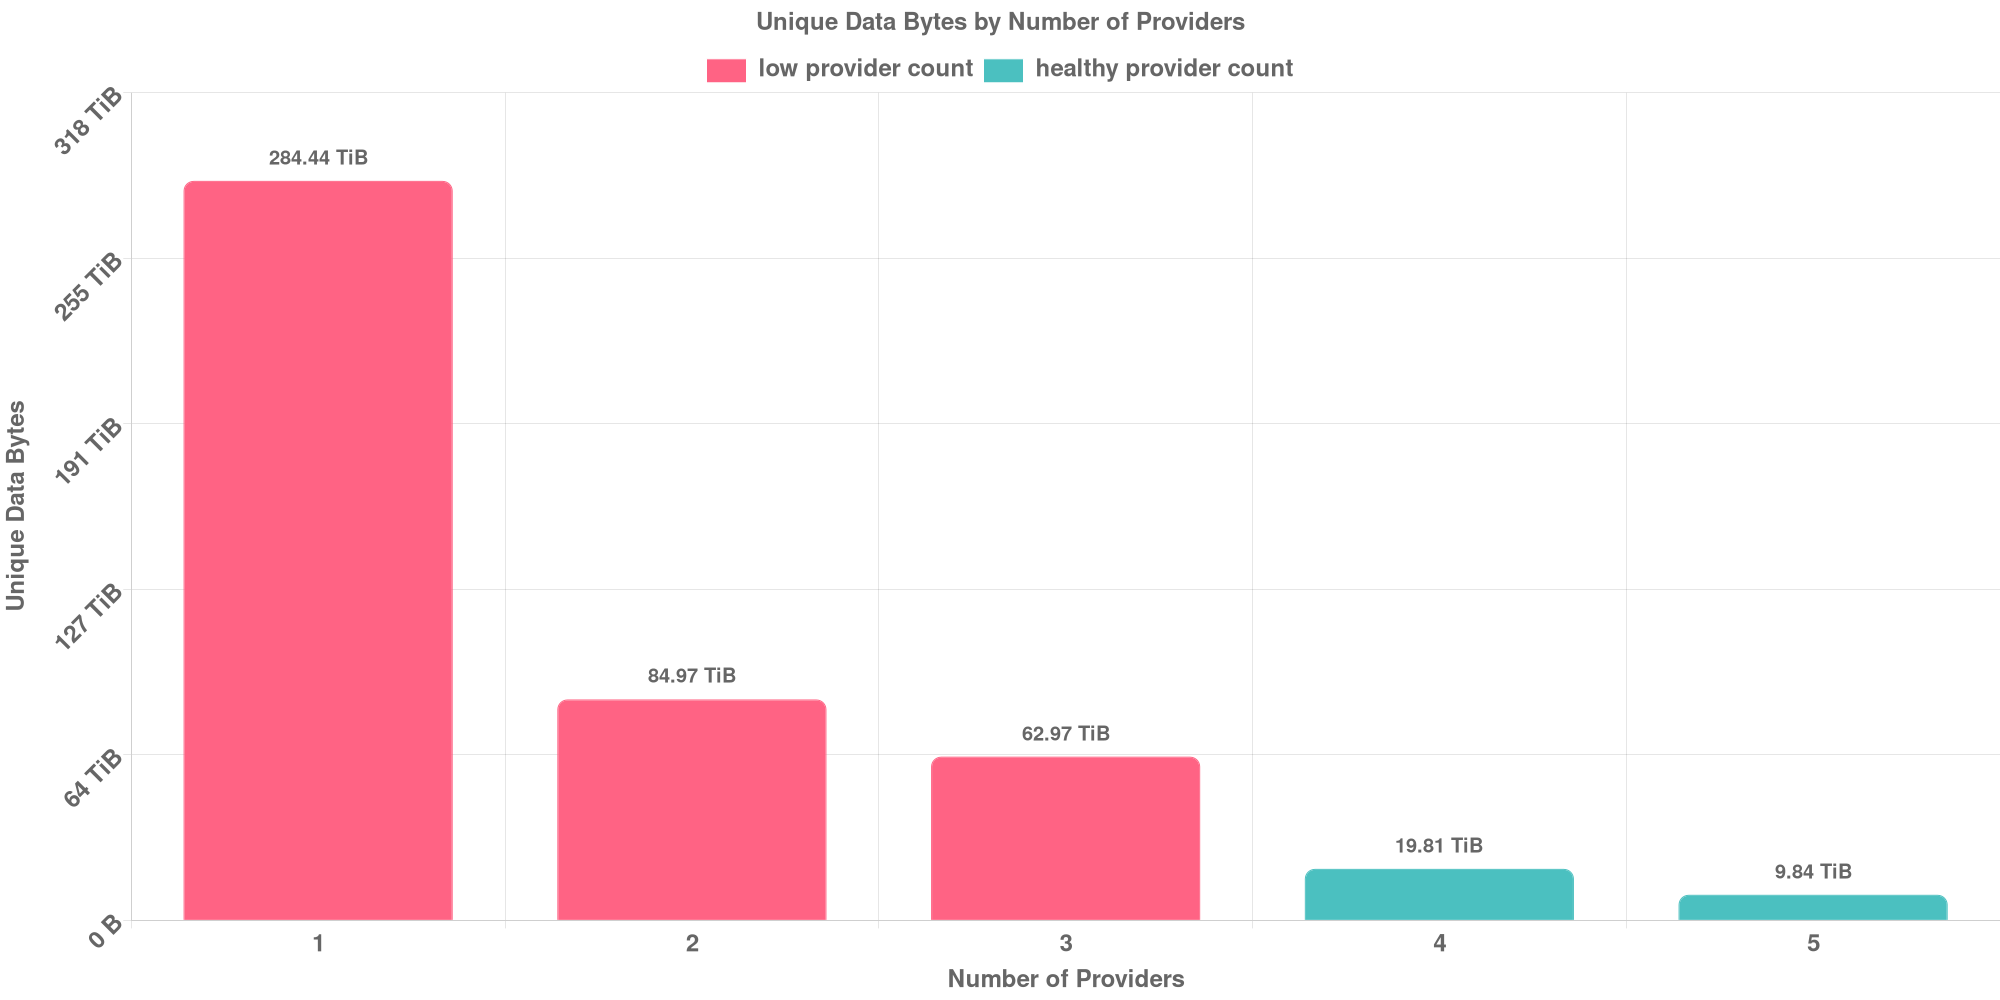 Unique Data Bytes by Number of Providers
low provider count healthy provider count
318 TiB
255 TiB
191 TiB
127 TiB
64 TiB
0 B
Unique Data Bytes
284.44 TiB
84.97 TiB
62.97 TiB
19.81 TiB
9.84 TiB
1 2 3 4 5
Number of Providers